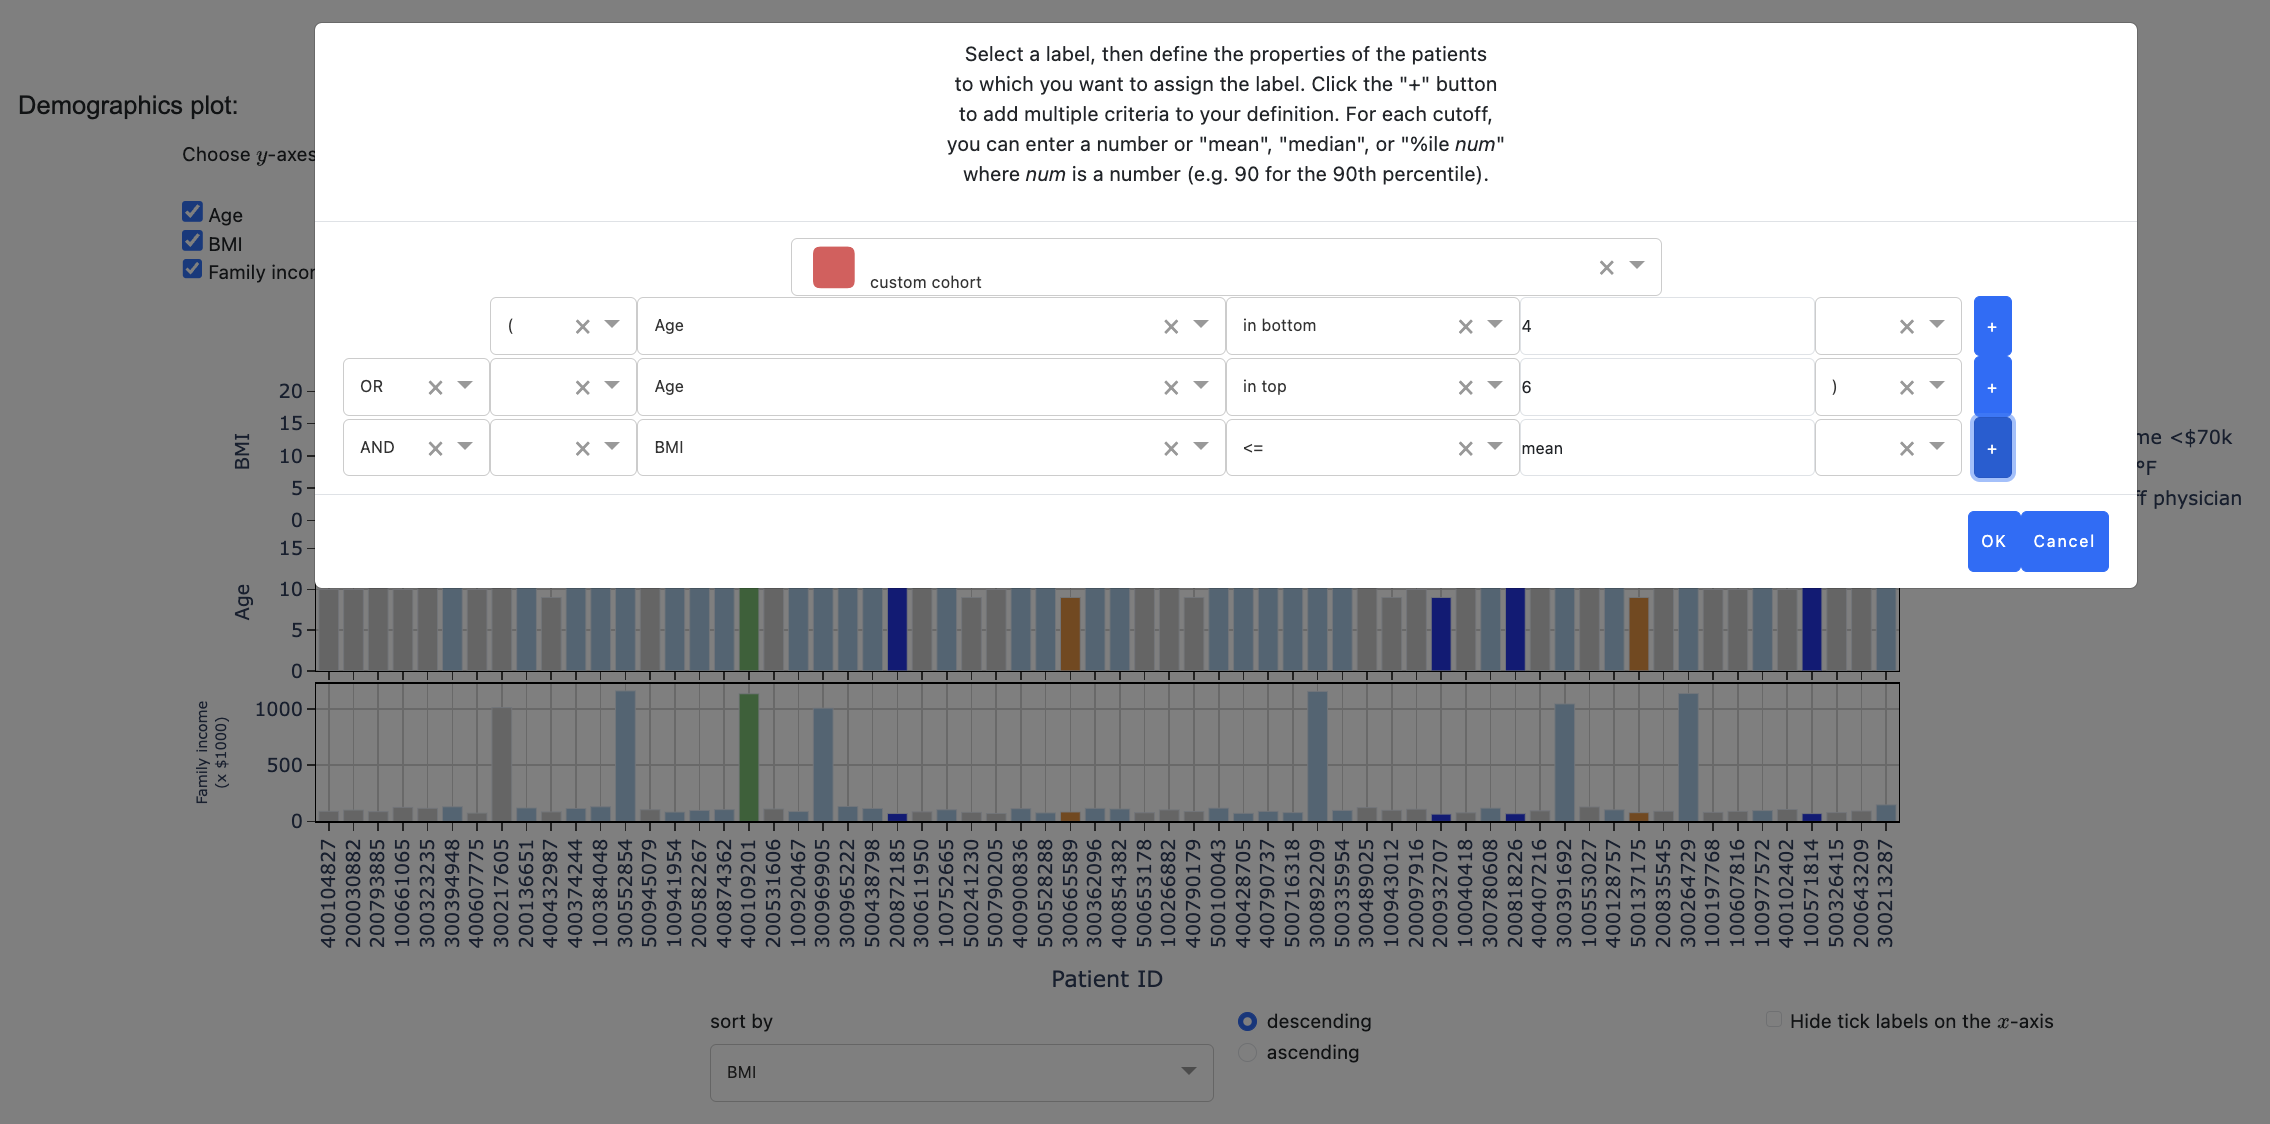 Select a label, then define the properties of the patients
to which you want to assign the label. Click the "+" button
to add multiple criteria to your definition. For each cutoff,
you can enter a number or "mean", "median", or "%ile num"
where num is a number (e.g. 90 for the 90th percentile).
Demographics plot:
Choose y-axes
Age
BMI
Family incor
custom cohort
( Age in bottom 4 +
OR Age in top 6 ) +
AND BMI <= mean +
OK Cancel
me <$70k
°F
ff physician
BMI
20
15
10
5
0
Age
15
10
5
0
Family income
(x $1000)
1000
500
0
400104827
200030882
200793885
100661065
300323235
300394948
400607775
300217605
200136651
400432987
400374244
100384048
300552854
500945079
100941954
200582267
400874362
400109201
200531606
100920467
300969905
300965222
500438798
200872185
300611950
100752665
500241230
500790205
400900836
500528288
300665589
300362096
400854382
500653178
100266882
400790179
500100043
400428705
400790737
500716318
300892209
500335954
300489025
100943012
200097916
200932707
100040418
300780608
200818226
400407216
300391692
100553027
400128757
500137175
200835545
300264729
100197768
100607816
100977572
400102402
100571814
500326415
200643209
300213287
Patient ID
sort by
BMI
descending
ascending
Hide tick labels on the x-axis